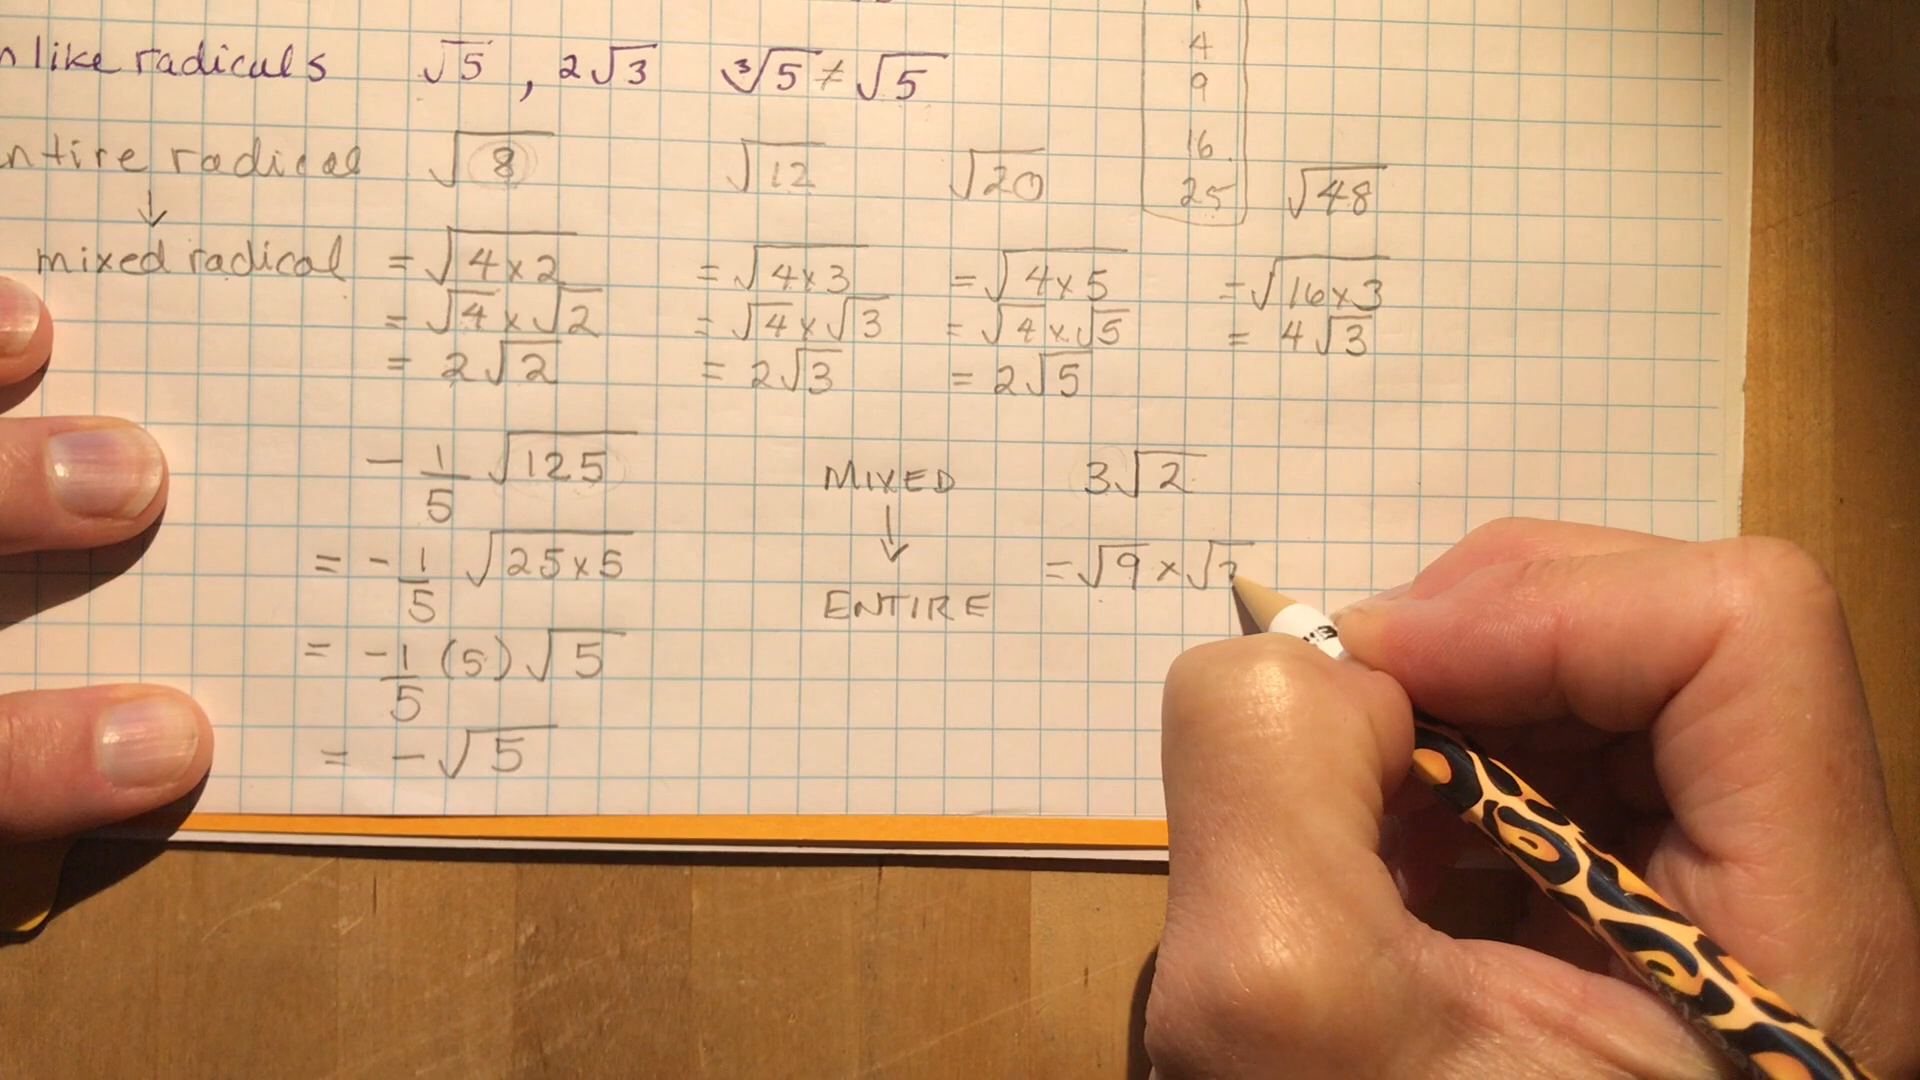 n like radicals √5 , 2√3 ³√5 ≠ √5
4
9
16
25
ntire radical √8 √12 √20 √48
↓
mixed radical = √4×2 = √4×3 = √4×5 = √16×3
= √4 × √2 = √4 × √3 = √4 × √5 = 4√3
= 2√2 = 2√3 = 2√5
- 1/5 √125
= - 1/5 √25×5
= - 1/5 (5) √5
= - √5
MIXED 3√2
↓
ENTIRE = √9 × √2